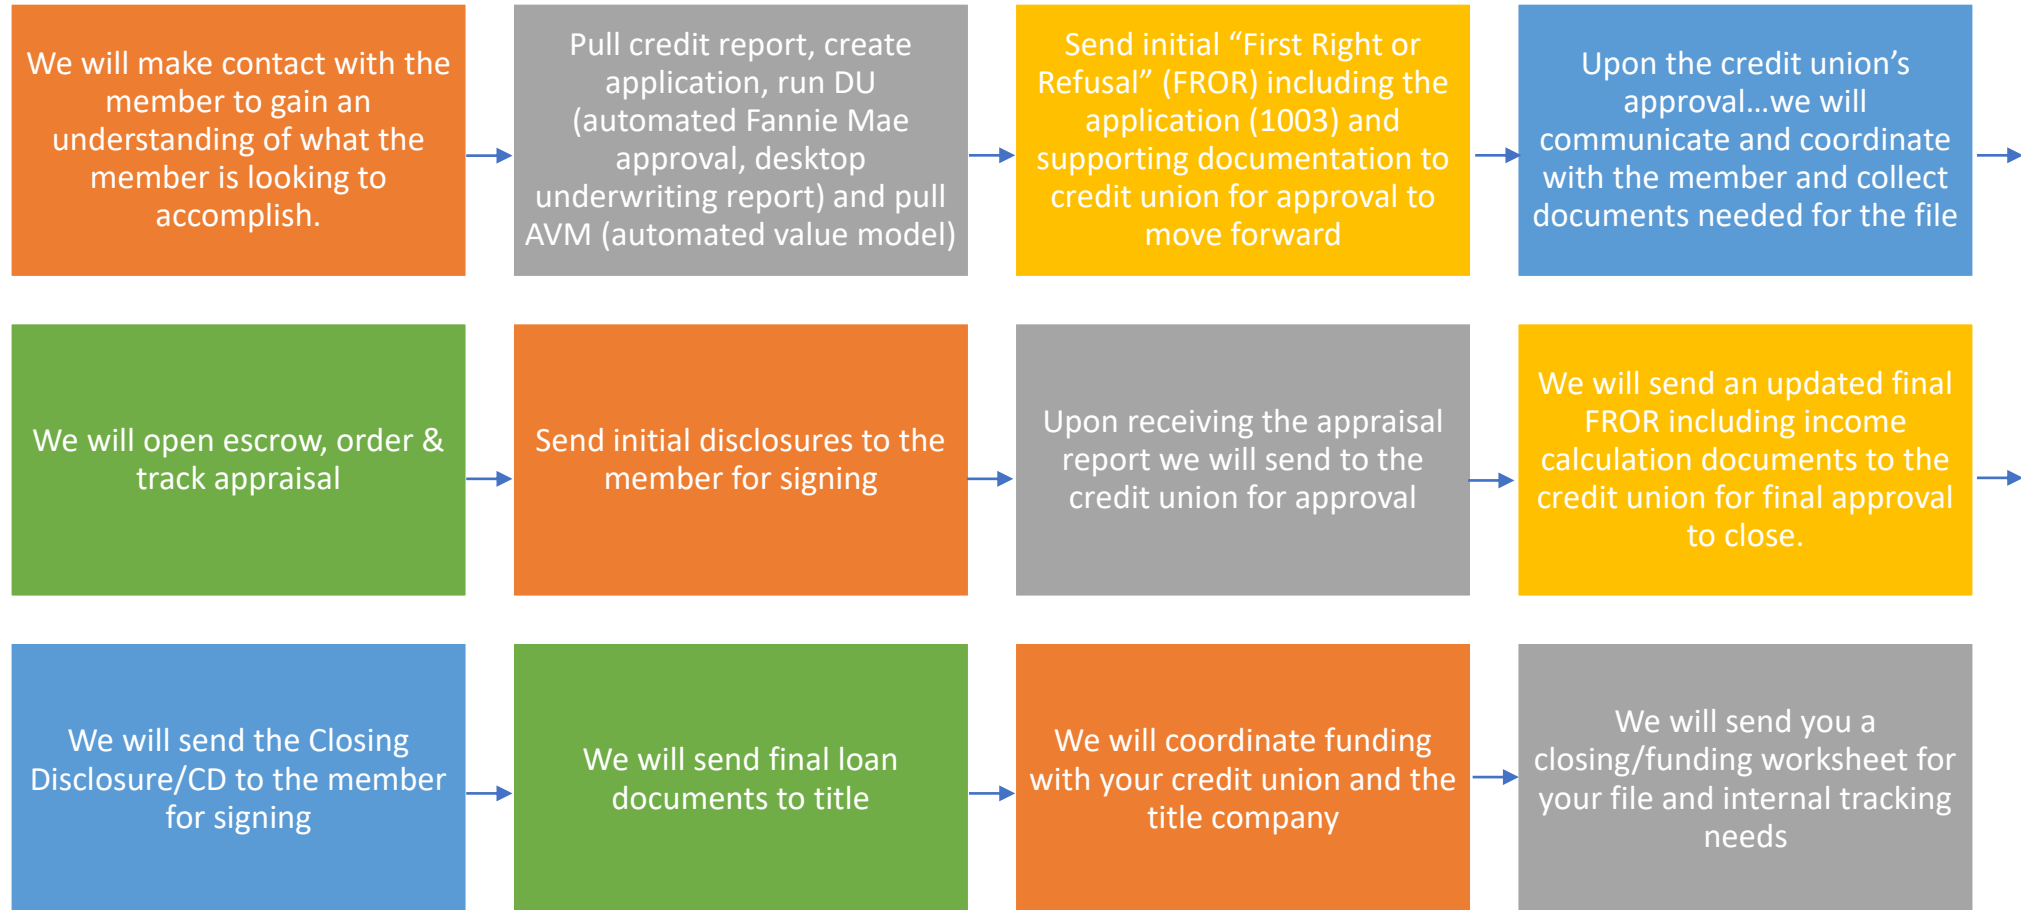 We will make contact with the
member to gain an
understanding of what the
member is looking to
accomplish.
Pull credit report, create
application, run DU
(automated Fannie Mae
approval, desktop
underwriting report) and pull
AVM (automated value model)
Send initial “First Right or
Refusal” (FROR) including the
application (1003) and
supporting documentation to
credit union for approval to
move forward
Upon the credit union’s
approval…we will
communicate and coordinate
with the member and collect
documents needed for the file
We will open escrow, order &
track appraisal
Send initial disclosures to the
member for signing
Upon receiving the appraisal
report we will send to the
credit union for approval
We will send an updated final
FROR including income
calculation documents to the
credit union for final approval
to close.
We will send the Closing
Disclosure/CD to the member
for signing
We will send final loan
documents to title
We will coordinate funding
with your credit union and the
title company
We will send you a
closing/funding worksheet for
your file and internal tracking
needs